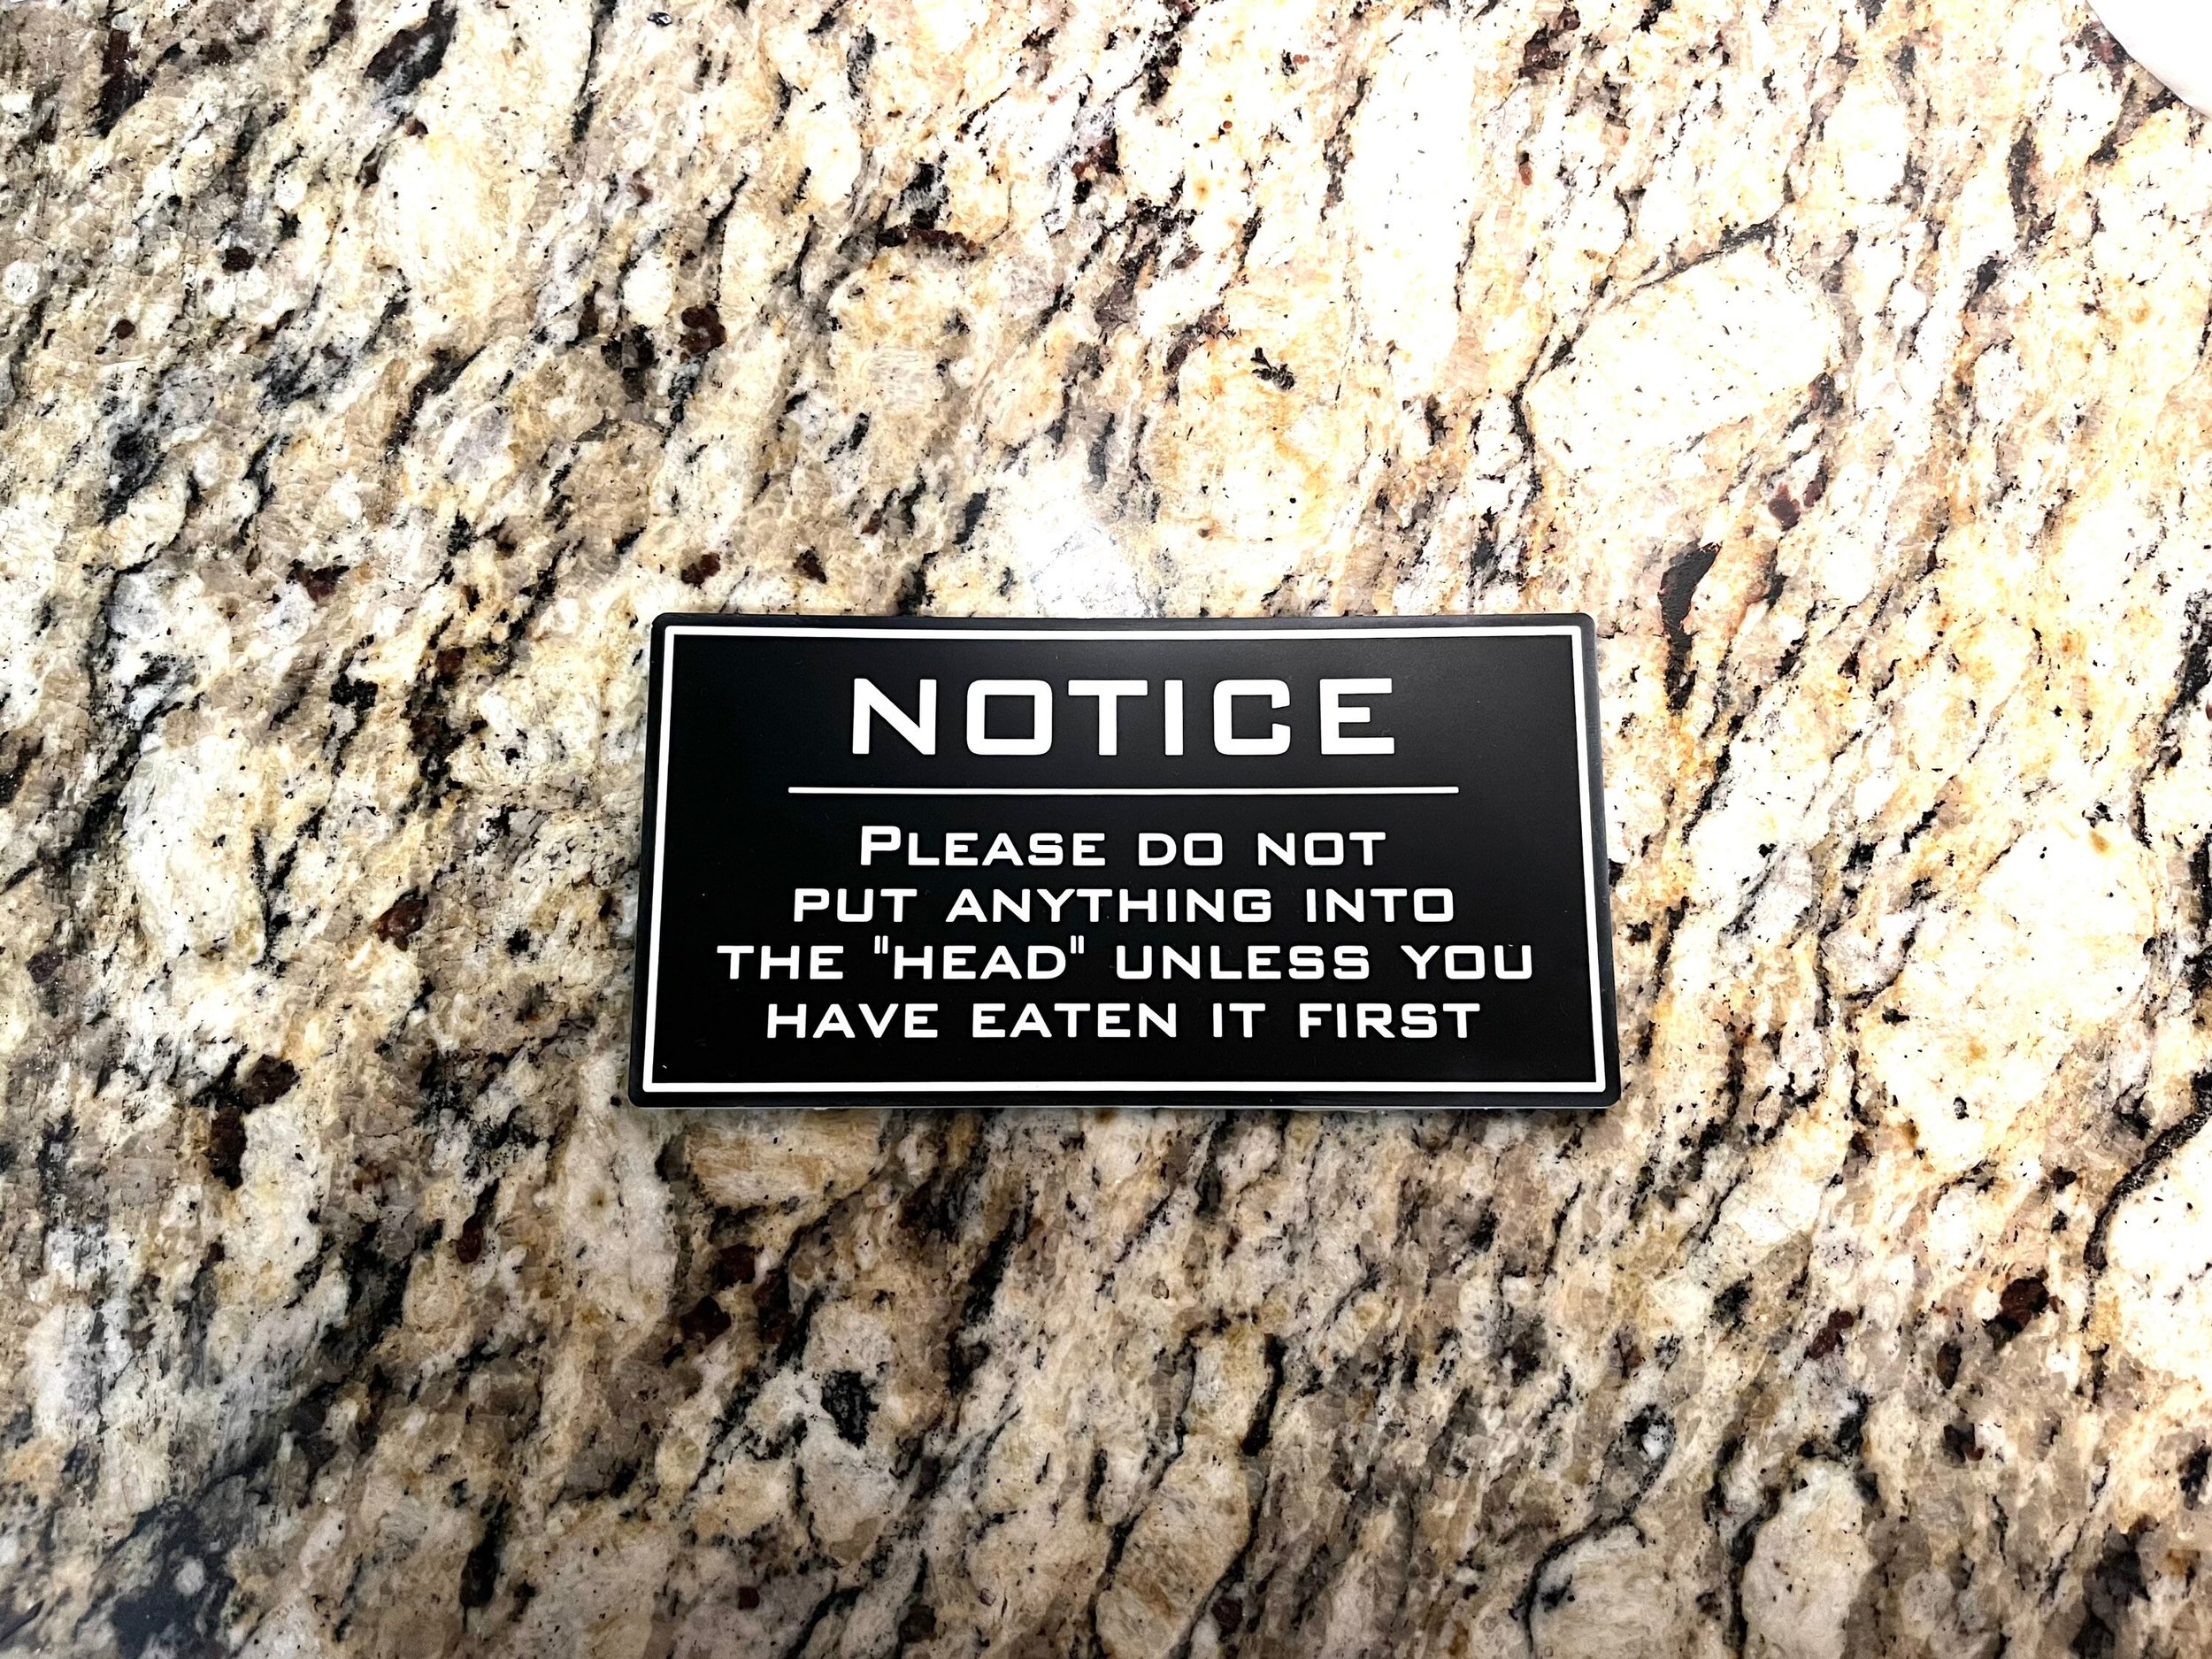 NOTICE
PLEASE DO NOT
PUT ANYTHING INTO
THE "HEAD" UNLESS YOU
HAVE EATEN IT FIRST